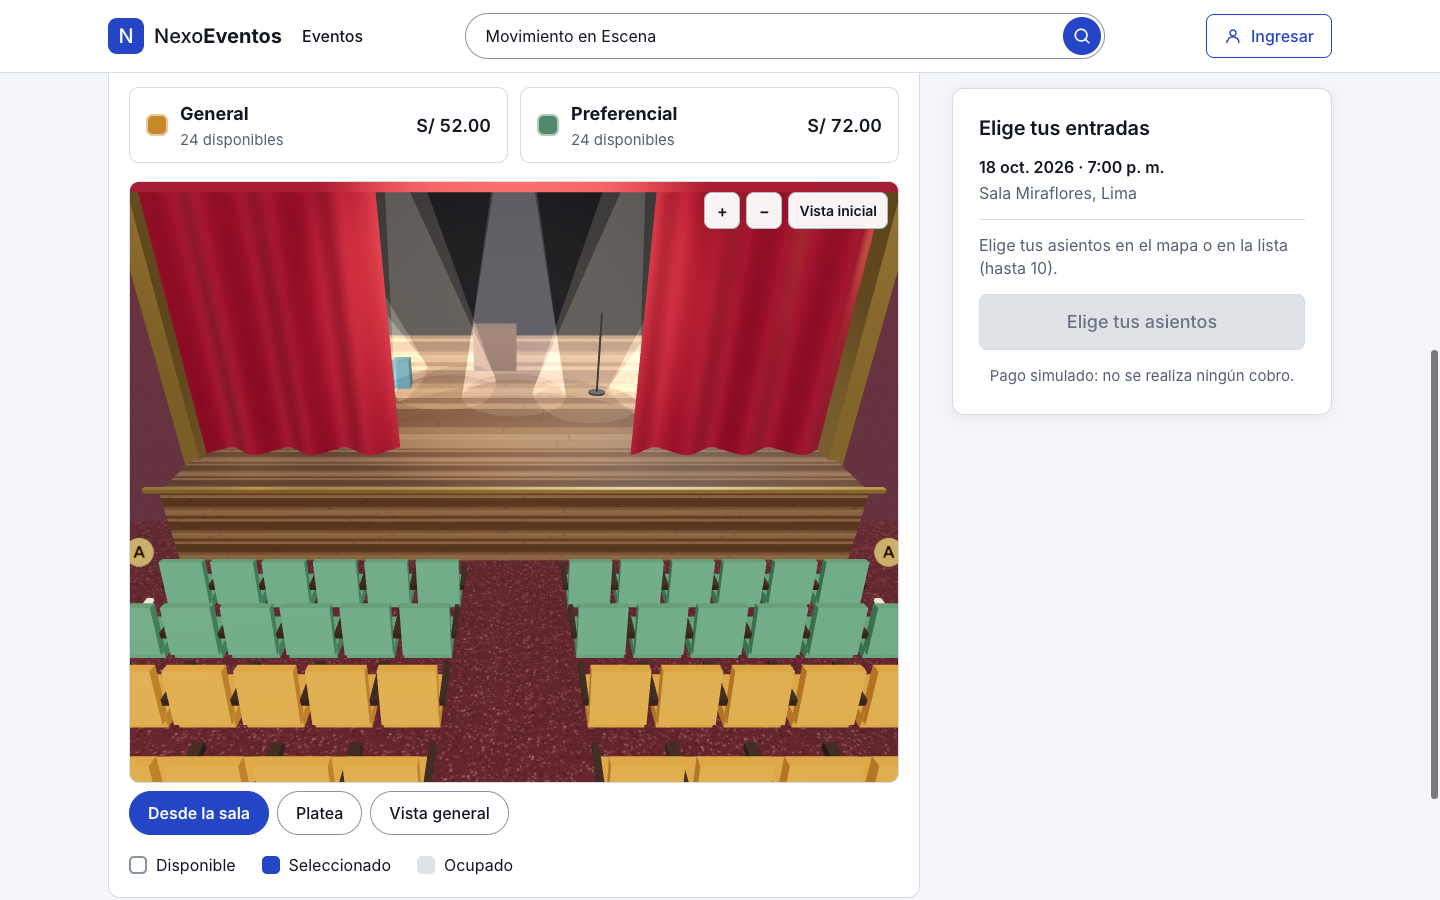 N NexoEventos Eventos Movimiento en Escena Ingresar
General
24 disponibles
S/ 52.00
Preferencial
24 disponibles
S/ 72.00
+ − Vista inicial
A A
Desde la sala Platea Vista general
Disponible Seleccionado Ocupado
Elige tus entradas
18 oct. 2026 · 7:00 p. m.
Sala Miraflores, Lima
Elige tus asientos en el mapa o en la lista
(hasta 10).
Elige tus asientos
Pago simulado: no se realiza ningún cobro.